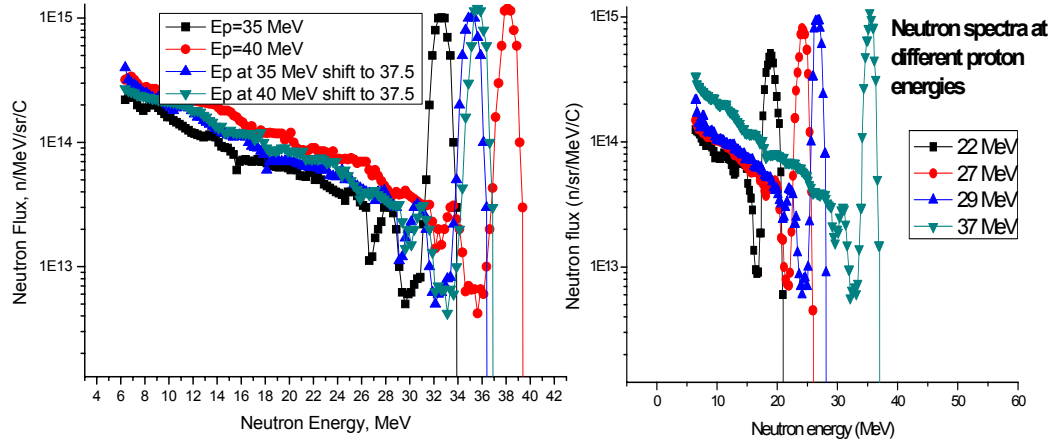 1E15
1E14
1E13
Neutron Flux, n/MeV/sr/C
Ep=35 MeV
Ep=40 MeV
Ep at 35 MeV shift to 37.5
Ep at 40 MeV shift to 37.5
4 6 8 10 12 14 16 18 20 22 24 26 28 30 32 34 36 38 40 42
Neutron Energy, MeV
1E15
1E14
1E13
Neutron flux (n/sr/MeV/C)
Neutron spectra at
different proton
energies
22 MeV
27 MeV
29 MeV
37 MeV
0 10 20 30 40 50 60
Neutron energy (MeV)